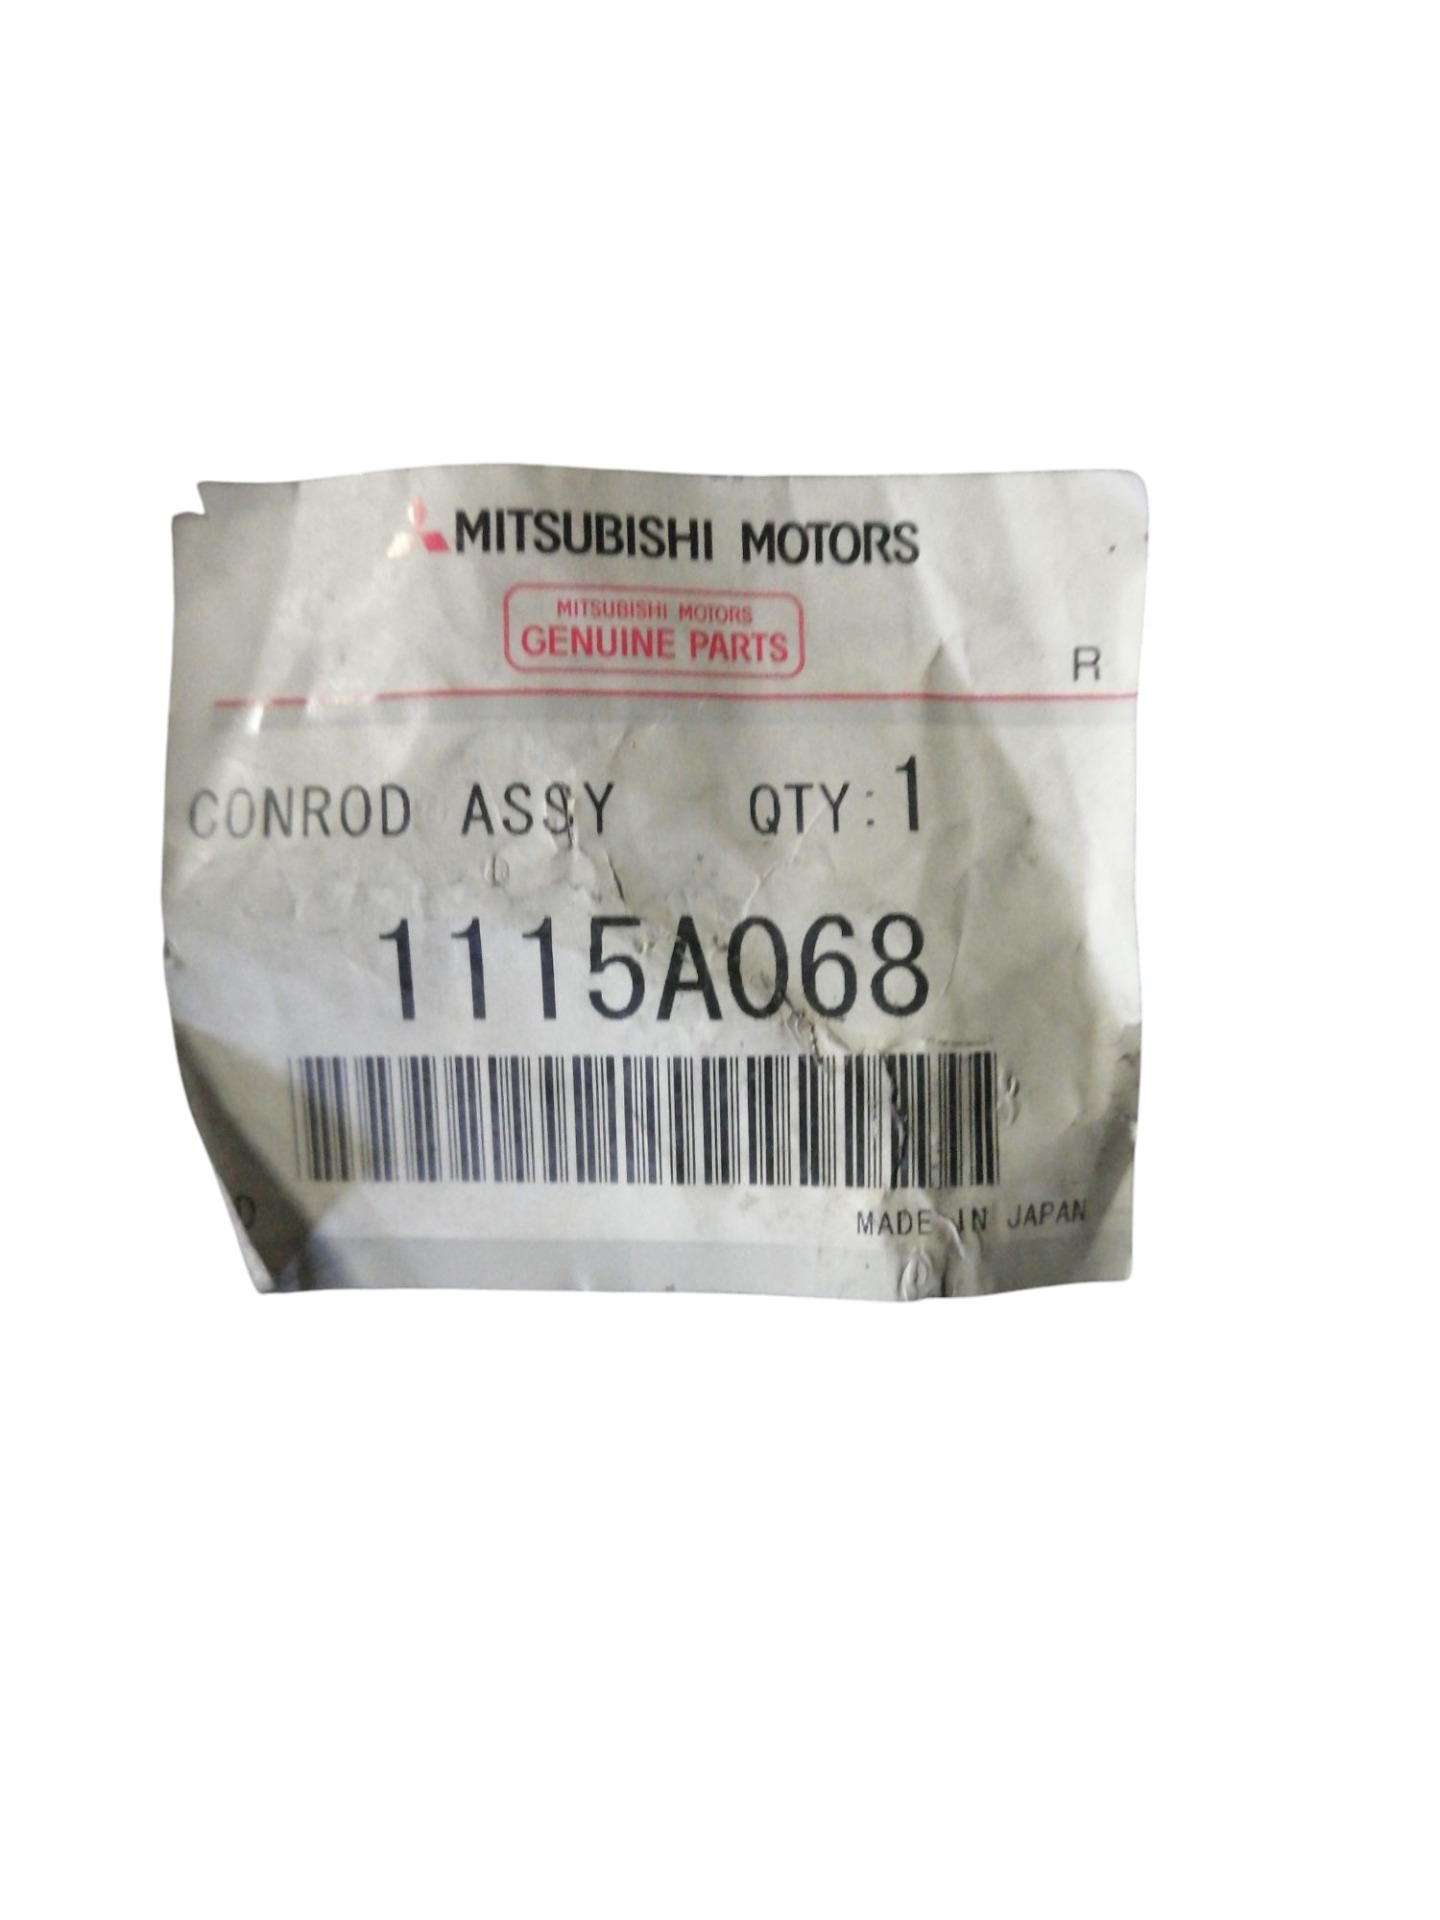 MITSUBISHI MOTORS
MITSUBISHI MOTORS
GENUINE PARTS
R
CONROD ASSY QTY:1
1115A068
MADE IN JAPAN